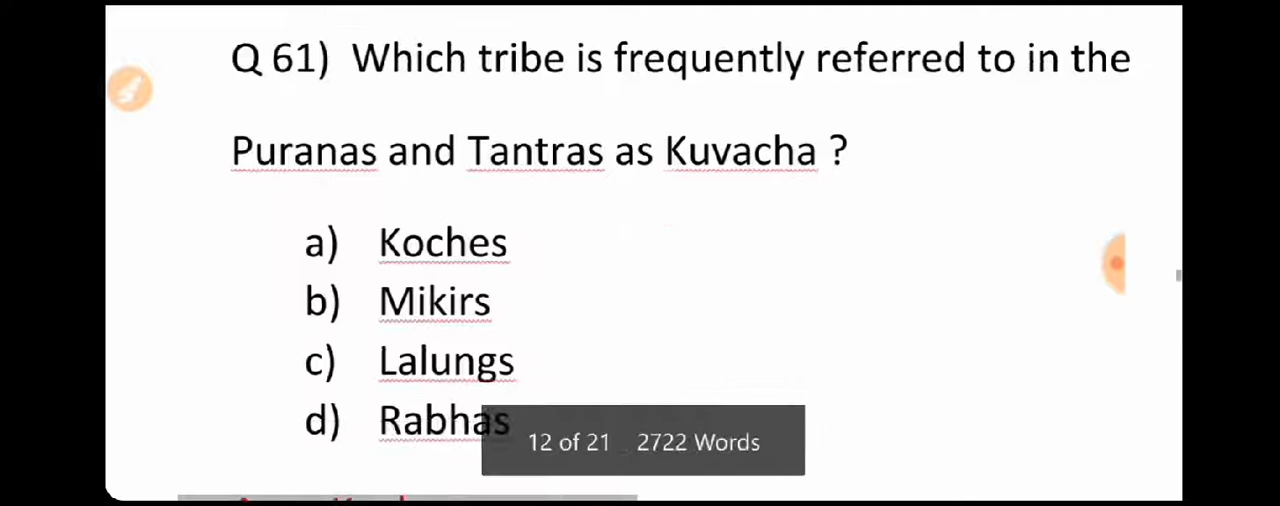 Q 61) Which tribe is frequently referred to in the
Puranas and Tantras as Kuvacha ?
a) Koches
b) Mikirs
c) Lalungs
d) Rabhas
12 of 21 2722 Words